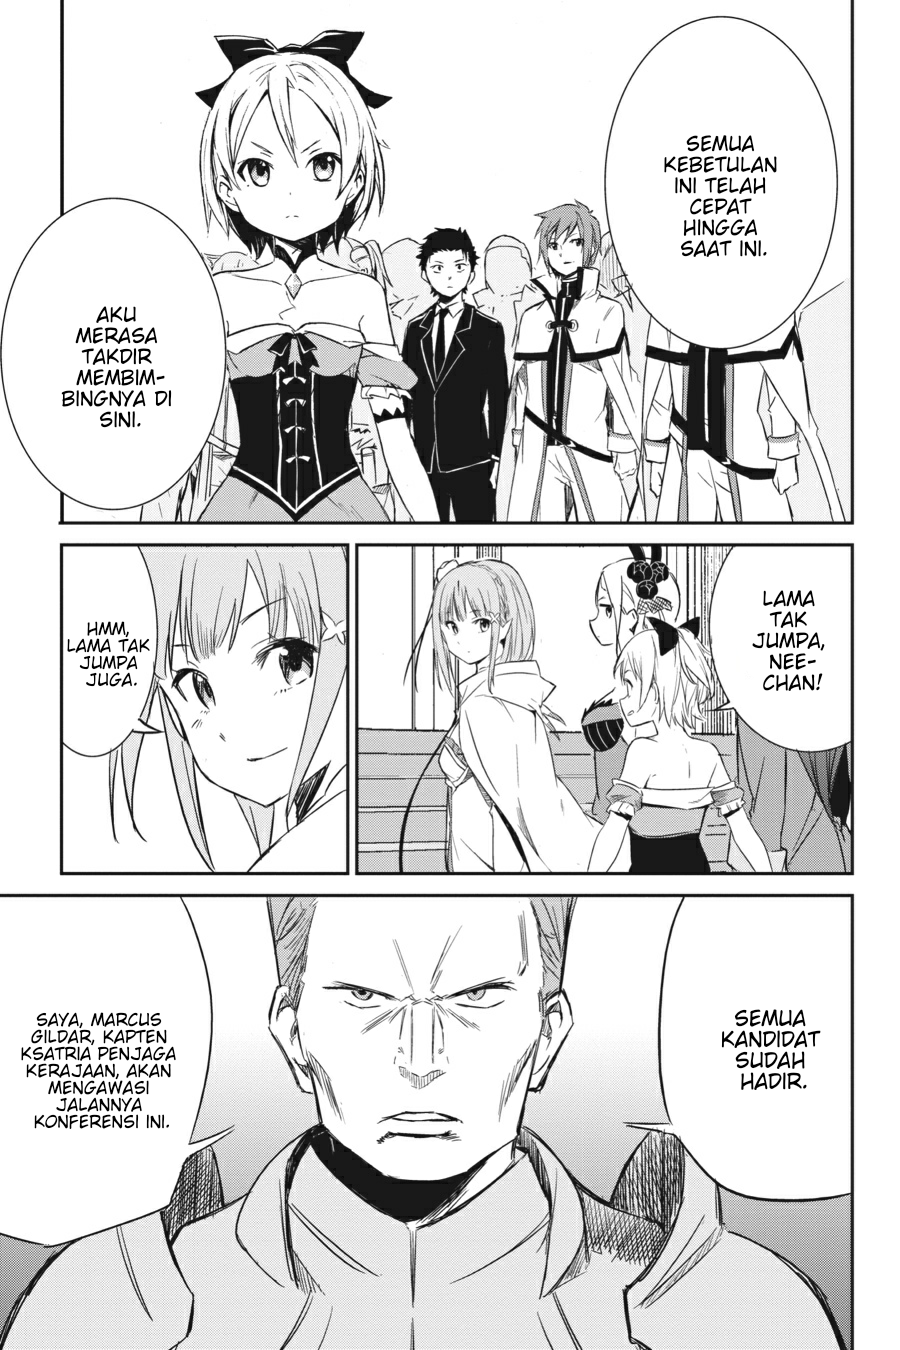 SEMUA
KEBETULAN
INI TELAH
CEPAT
HINGGA
SAAT INI.
AKU
MERASA
TAKDIR
MEMBIM-
BINGNYA DI
SINI.
LAMA
TAK
JUMPA,
NEE-
CHAN!
HMM,
LAMA TAK
JUMPA
JUGA.
SEMUA
KANDIDAT
SUDAH
HADIR.
SAYA, MARCUS
GILDAR, KAPTEN
KSATRIA PENJAGA
KERAJAAN, AKAN
MENGAWASI
JALANNYA
KONFERENSI INI.